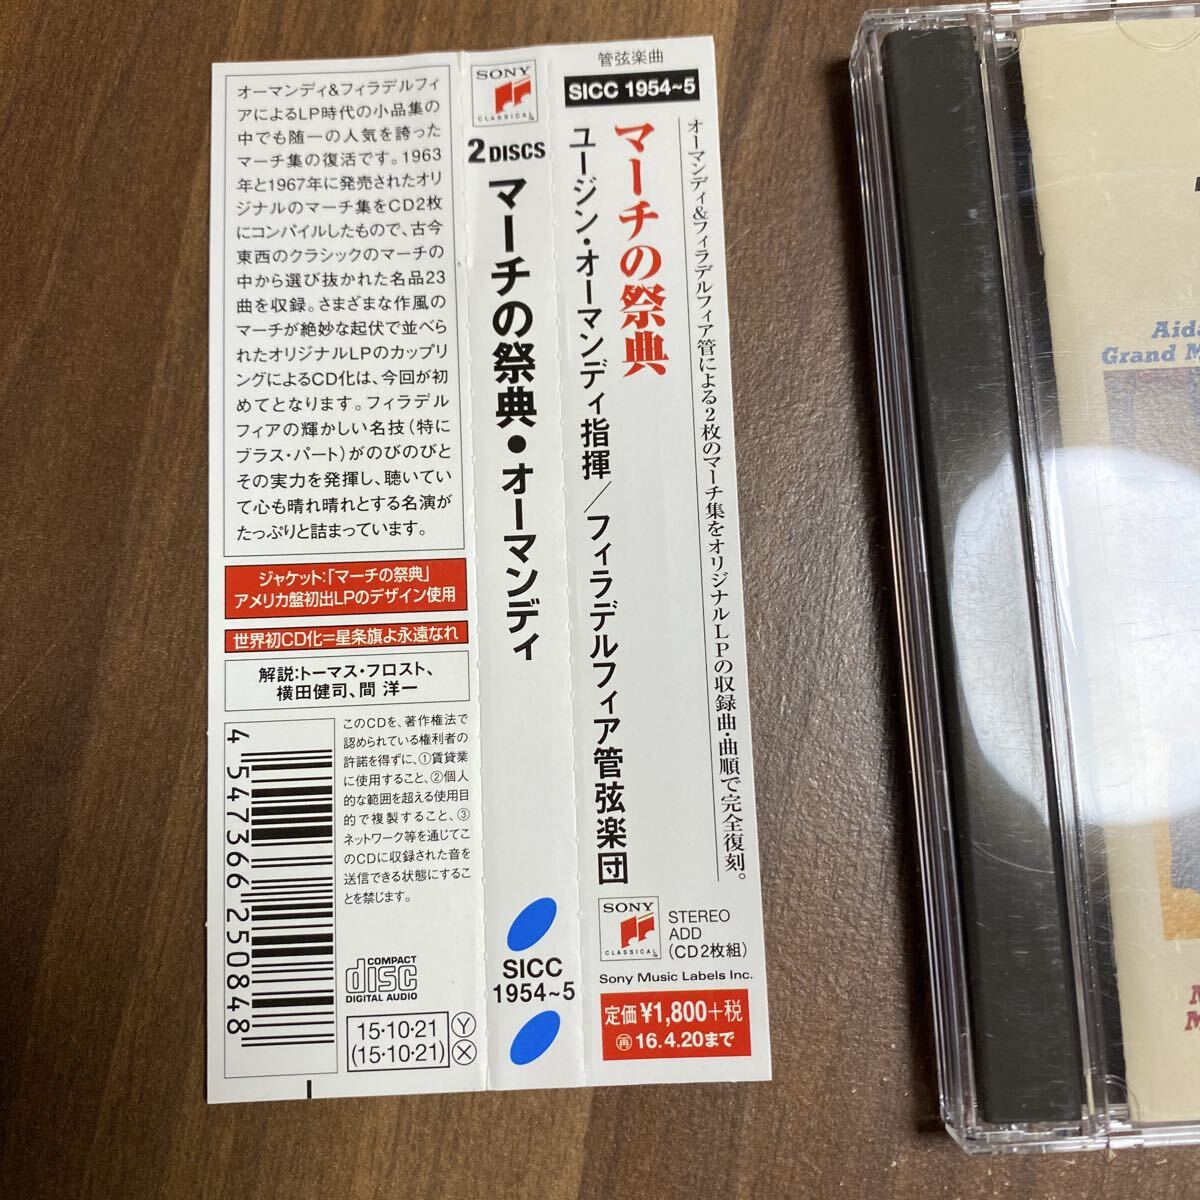 オーマンディ&フィラデルフィ
アによるLP時代の小品集の
中でも随一の人気を誇った
マーチ集の復活です。1963
年と1967年に発売されたオリ
ジナルのマーチ集をCD2枚
にコンパイルしたもので、古今
東西のクラシックのマーチの
中から選び抜かれた名品23
曲を収録。さまざまな作風の
マーチが絶妙な起伏で並べら
れたオリジナルLPのカップリ
ングによるCD化は、今回が初
めてとなります。フィラデル
フィアの輝かしい名技(特に
ブラス・パート)がのびのびと
その実力を発揮し、聴いてい
て心も晴れ晴れとする名演が
たっぷりと詰まっています。
ジャケット:「マーチの祭典」
アメリカ盤初出LPのデザイン使用
世界初CD化=星条旗よ永遠なれ
解説:トーマス・フロスト、
横田健司、間 洋一
このCDを、著作権法で
認められている権利者の
許諾を得ずに、①賃貸業
に使用すること、②個人
的な範囲を超える使用目
的で複製すること、③
ネットワーク等を通じてこ
のCDに収録された音を
送信できる状態にするこ
とを禁じます。
4547366250848
COMPACT
disc
DIGITAL AUDIO
15・10・21 Ⓨ
(15・10・21) Ⓧ
SONY
CLASSICAL
2 DISCS
マーチの祭典・オーマンディ
SICC
1954~5
管弦楽曲
SICC 1954~5
オーマンディ&フィラデルフィア管による2枚のマーチ集をオリジナルLPの収録曲・曲順で完全復刻。
マーチの祭典
ユージン・オーマンディ指揮/フィラデルフィア管弦楽団
SONY
CLASSICAL
STEREO
ADD
(CD2枚組)
Sony Music Labels Inc.
定価¥1,800+税
再 16.4.20まで
Grand M